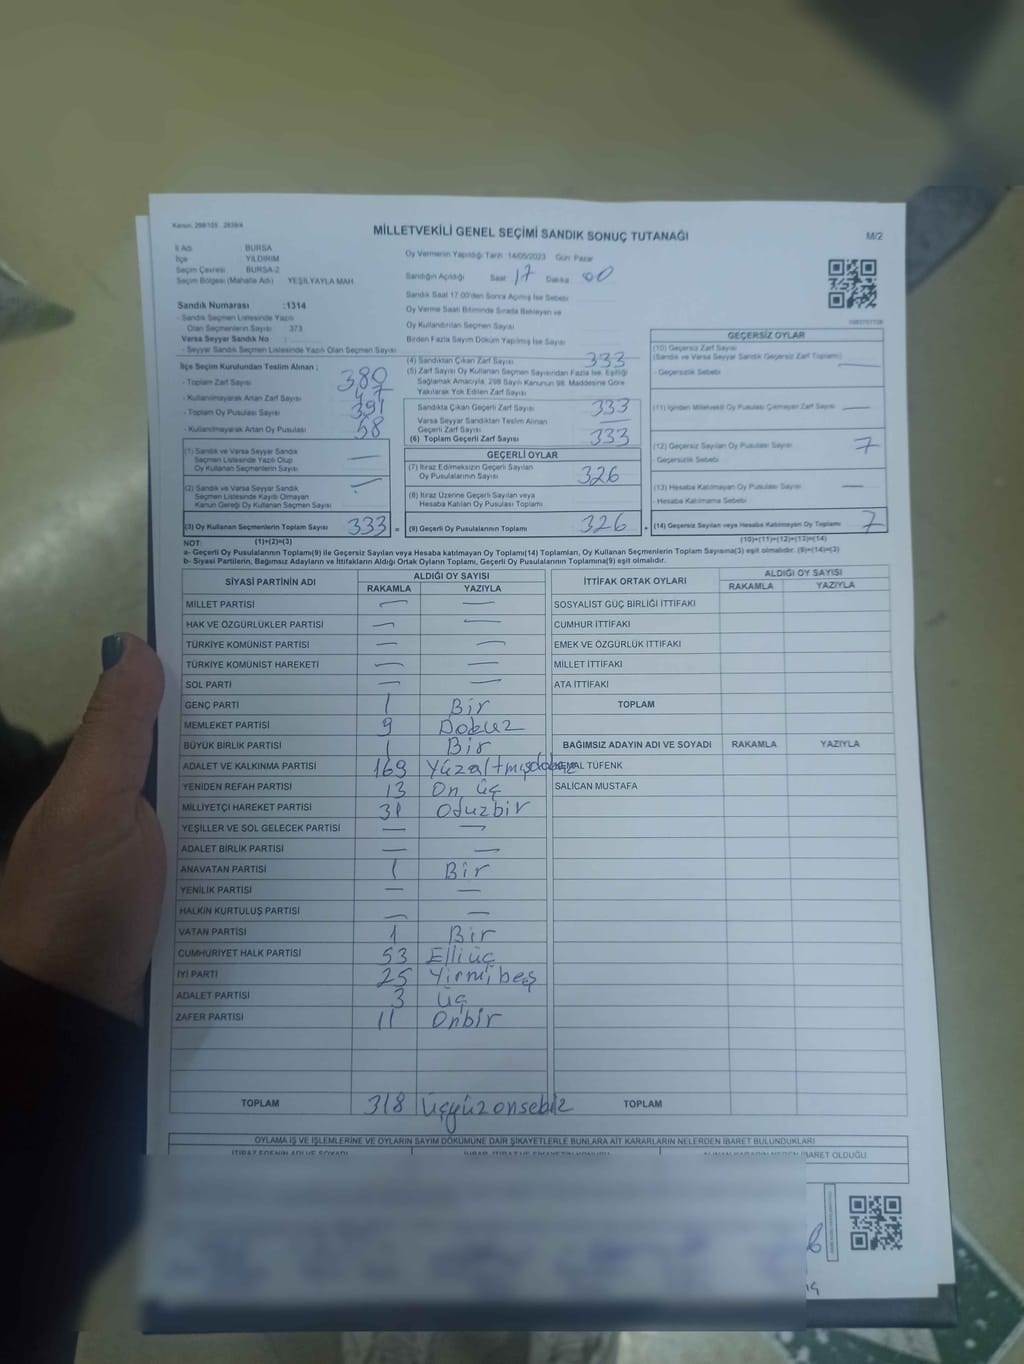 Kanun: 298/105 , 2839/4
MİLLETVEKİLİ GENEL SEÇİMİ SANDIK SONUÇ TUTANAĞI
M/2
İl Adı : BURSA
İlçe : YILDIRIM
Seçim Çevresi : BURSA-2
Seçim Bölgesi (Mahalle Adı) : YEŞİLYAYLA MAH.
Oy Vermenin Yapıldığı Tarih 14/05/2023 Gün: Pazar
Sandığın Açıldığı Saat 17 Dakika 00
Sandık Saat 17:00'den Sonra Açılmış İse Sebebi
Oy Verme Saati Bitiminde Sırada Bekleyen ve
Oy Kullandırılan Seçmen Sayısı
Birden Fazla Sayım Döküm Yapılmış İse Sayısı
Sandık Numarası :1314
- Sandık Seçmen Listesinde Yazılı
Olan Seçmenlerin Sayısı : 373
Varsa Seyyar Sandık No :
- Seyyar Sandık Seçmen Listesinde Yazılı Olan Seçmen Sayısı
İlçe Seçim Kurulundan Teslim Alınan ;
- Toplam Zarf Sayısı 380
- Kullanılmayarak Artan Zarf Sayısı 47
- Toplam Oy Pusulası Sayısı 391
- Kullanılmayarak Artan Oy Pusulası 58
(1) Sandık ve Varsa Seyyar Sandık
Seçmen Listesinde Yazılı Olup
Oy Kullanan Seçmenlerin Sayısı —
(2) Sandık ve Varsa Seyyar Sandık
Seçmen Listesinde Kayıtlı Olmayan
Kanun Gereği Oy Kullanan Seçmen Sayısı —
(3) Oy Kullanan Seçmenlerin Toplam Sayısı 333 =
(4) Sandıktan Çıkan Zarf Sayısı 333
(5) Zarf Sayısı Oy Kullanan Seçmen Sayısından Fazla İse, Eşitliği
Sağlamak Amacıyla, 298 Sayılı Kanunun 98. Maddesine Göre
Yakılarak Yok Edilen Zarf Sayısı
Sandıkta Çıkan Geçerli Zarf Sayısı 333
Varsa Seyyar Sandıktan Teslim Alınan
Geçerli Zarf Sayısı —
(6) Toplam Geçerli Zarf Sayısı 333
GEÇERLİ OYLAR
(7) İtiraz Edilmeksizin Geçerli Sayılan
Oy Pusulalarının Sayısı 326
(8) İtiraz Üzerine Geçerli Sayılan veya
Hesaba Katılan Oy Pusulası Toplamı
(9) Geçerli Oy Pusulalarının Toplamı 326 +
GEÇERSİZ OYLAR
(10) Geçersiz Zarf Sayısı
(Sandık ve Varsa Seyyar Sandık Geçersiz Zarf Toplamı) —
- Geçersizlik Sebebi
(11) İçinden Milletvekili Oy Pusulası Çıkmayan Zarf Sayısı —
(12) Geçersiz Sayılan Oy Pusulası Sayısı 7
- Geçersizlik Sebebi
(13) Hesaba Katılmayan Oy Pusulası Sayısı —
- Hesaba Katılmama Sebebi
(14) Geçersiz Sayılan veya Hesaba Katılmayan Oy Toplamı 7
NOT: (1)+(2)=(3) (10)+(11)+(12)+(13)=(14)
a- Geçerli Oy Pusulalarının Toplamı(9) ile Geçersiz Sayılan veya Hesaba katılmayan Oy Toplamı(14) Toplamları, Oy Kullanan Seçmenlerin Toplam Sayısına(3) eşit olmalıdır. (9)+(14)=(3)
b- Siyasi Partilerin, Bağımsız Adayların ve İttifakların Aldığı Ortak Oyların Toplamı, Geçerli Oy Pusulalarının Toplamına(9) eşit olmalıdır.
SİYASİ PARTİNİN ADI ALDIĞI OY SAYISI
RAKAMLA YAZIYLA
MİLLET PARTİSİ — —
HAK VE ÖZGÜRLÜKLER PARTİSİ — —
TÜRKİYE KOMÜNİST PARTİSİ — —
TÜRKİYE KOMÜNİST HAREKETİ — —
SOL PARTİ — —
GENÇ PARTİ 1 Bir
MEMLEKET PARTİSİ 9 Dokuz
BÜYÜK BİRLİK PARTİSİ 1 Bir
ADALET VE KALKINMA PARTİSİ 169 Yüzaltmışdokuz
YENİDEN REFAH PARTİSİ 13 On üç
MİLLİYETÇİ HAREKET PARTİSİ 31 Oduzbir
YEŞİLLER VE SOL GELECEK PARTİSİ — —
ADALET BİRLİK PARTİSİ — —
ANAVATAN PARTİSİ 1 Bir
YENİLİK PARTİSİ — —
HALKIN KURTULUŞ PARTİSİ — —
VATAN PARTİSİ 1 Bir
CUMHURİYET HALK PARTİSİ 53 Elliüç
İYİ PARTİ 25 Yirmibeş
ADALET PARTİSİ 3 üç
ZAFER PARTİSİ 11 Onbir
TOPLAM 318 üçyüzonsekiz
İTTİFAK ORTAK OYLARI ALDIĞI OY SAYISI
RAKAMLA YAZIYLA
SOSYALİST GÜÇ BİRLİĞİ İTTİFAKI
CUMHUR İTTİFAKI
EMEK VE ÖZGÜRLÜK İTTİFAKI
MİLLET İTTİFAKI
ATA İTTİFAKI
TOPLAM
BAĞIMSIZ ADAYIN ADI VE SOYADI RAKAMLA YAZIYLA
KEMAL TÜFENK
SALİCAN MUSTAFA
TOPLAM
OYLAMA İŞ VE İŞLEMLERİNE VE OYLARIN SAYIM DÖKÜMÜNE DAİR ŞİKAYETLERLE BUNLARA AİT KARARLARIN NELERDEN İBARET BULUNDUKLARI
İTİRAZ EDENİN ADI VE SOYADI